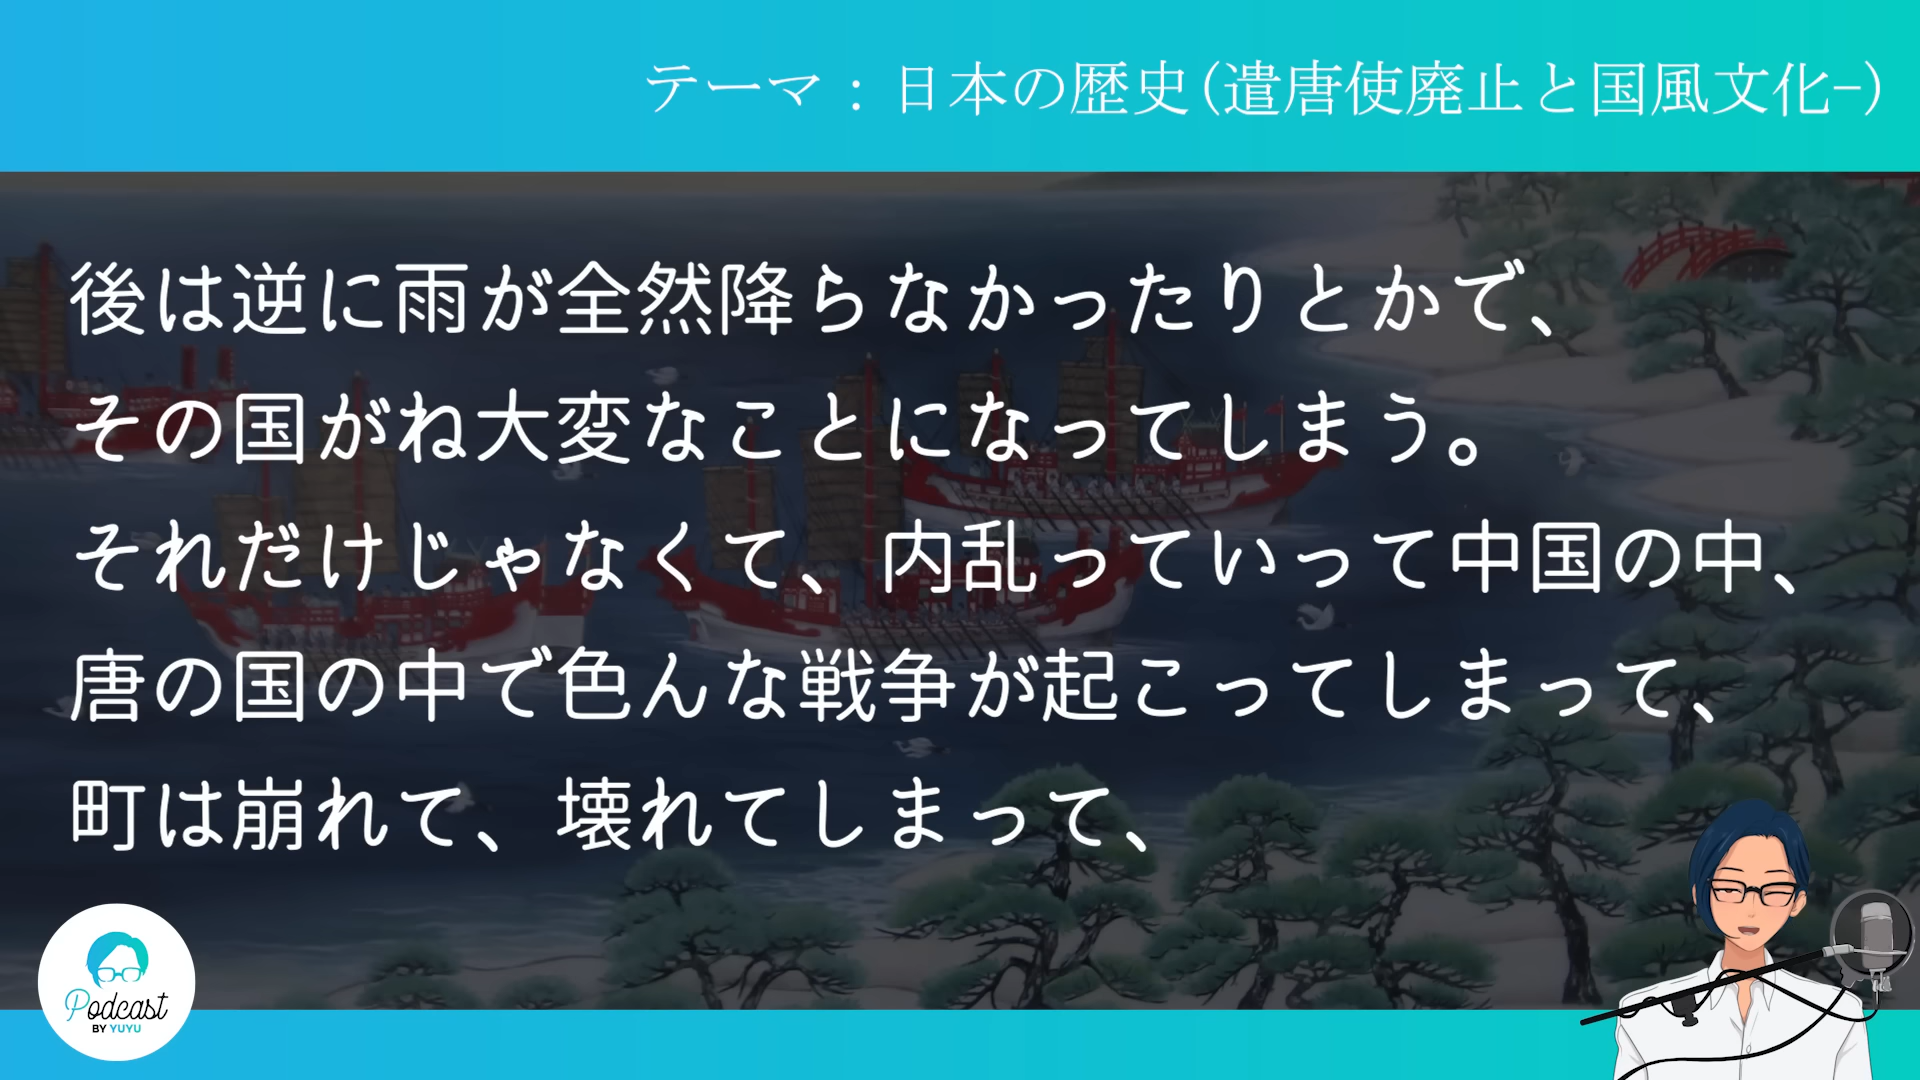 テーマ：日本の歴史(遣唐使廃止と国風文化-)
後は逆に雨が全然降らなかったりとかで、
その国がね大変なことになってしまう。
それだけじゃなくて、内乱っていって中国の中、
唐の国の中で色んな戦争が起こってしまって、
町は崩れて、壊れてしまって、
Podcast
BY YUYU